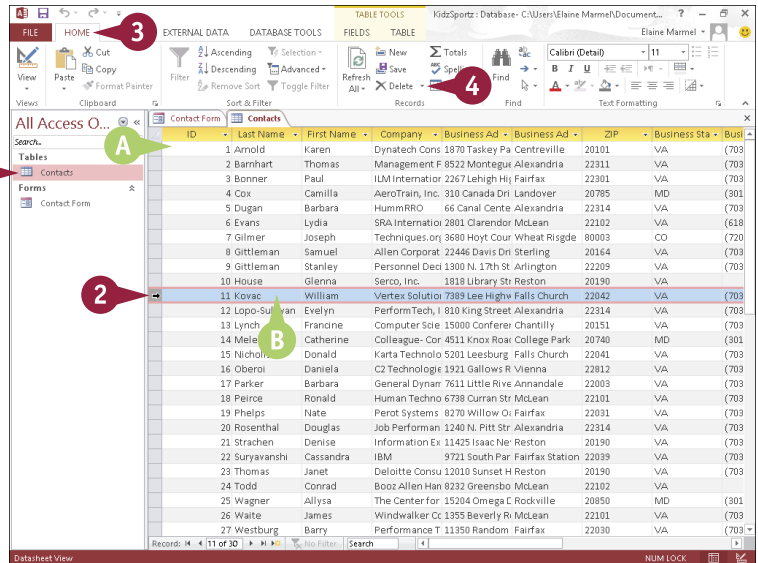 TABLE TOOLS KidzSportz : Database- C:\Users\Elaine Marmel\Document... ?
FILE HOME 3 EXTERNAL DATA DATABASE TOOLS FIELDS TABLE Elaine Marmel
View
Views
Paste
Cut
Copy
Format Painter
Clipboard
Filter
Ascending
Descending
Remove Sort
Selection
Advanced
Toggle Filter
Sort & Filter
Refresh
All
New
Save
Delete
Totals
4
Records
Find
Find
Calibri (Detail) 11
B I U
A
Text Formatting
All Access O...
Search..
Tables
Contacts
Forms
Contact Form
Contact Form Contacts
A
ID Last Name First Name Company Business Ad Business Ad ZIP Business Sta Busi
1 Arnold Karen Dynatech Cons 1870 Taskey Pa Centreville 20101 VA (703
2 Barnhart Thomas Management F 8522 Montegue Alexandria 22311 VA (703
3 Bonner Paul ILM Internation 2267 Lehigh Hig Fairfax 22301 VA (703
4 Cox Camilla AeroTrain, Inc. 310 Canada Dri Landover 20785 MD (301
5 Dugan Barbara HummRRO 66 Canal Cente Alexandria 22314 VA (703
6 Evans Lydia SRA Internatio 2801 Clarendor McLean 22102 VA (618
7 Gilmer Joseph Techniques.org 3680 Hoyt Cour Wheat Risgde 80003 CO (720
8 Gittleman Samuel Allen Corporat 22446 Davis Dri Sterling 20164 VA (703
9 Gittleman Stanley Personnel Deci 1300 N. 17th St Arlington 22209 VA (703
10 House Glenna Serco, Inc. 1818 Library Str Reston 20190 VA
2 11 Kovac William Vertex Solution 7389 Lee Highw Falls Church 22042 VA (703
12 Evelyn PerformTech, I 810 King Street Alexandria 22314 VA (703
13 Lynch Francine Computer Scie 15000 Conferer Chantilly 20151 VA (703
14 Catherine Colleague- Cor 4511 Knox Road College Park 20740 MD (301
B
15 Donald Karta Technolo 5201 Leesburg Falls Church 22041 VA (703
16 Oberoi Daniela C2 Technologie 1921 Gallows R Vienna 22812 VA (703
17 Parker Barbara General Dynam 7611 Little Rive Annandale 22003 VA (703
18 Peirce Ronald Human Techno 6738 Curran Str McLean 22101 VA (703
19 Phelps Nate Perot Systems 8270 Willow Oa Fairfax 22031 VA (703
20 Rosenthal Douglas Job Performan 1240 N. Pitt Str Alexandria 22314 VA (703
21 Strachen Denise Information Ex 11425 Isaac Ne Reston 20190 VA (703
22 Suryavanshi Cassandra IBM 9721 South Par Fairfax Station 22039 VA (703
23 Thomas Janet Deloitte Consu 12010 Sunset H Reston 20190 VA (703
24 Todd Conrad Booz Allen Ham 8232 Greensbo McLean 22102 VA
25 Wagner Allysa The Center for 15204 Omega D Rockville 20850 MD (301
26 Waite James Windwalker Co 1355 Beverly R McLean 22101 VA (703
27 Westburg Barry Performance T 11350 Random Fairfax 22030 VA (703
Record: 11 of 30 No Filter Search
Datasheet View NUM LOCK